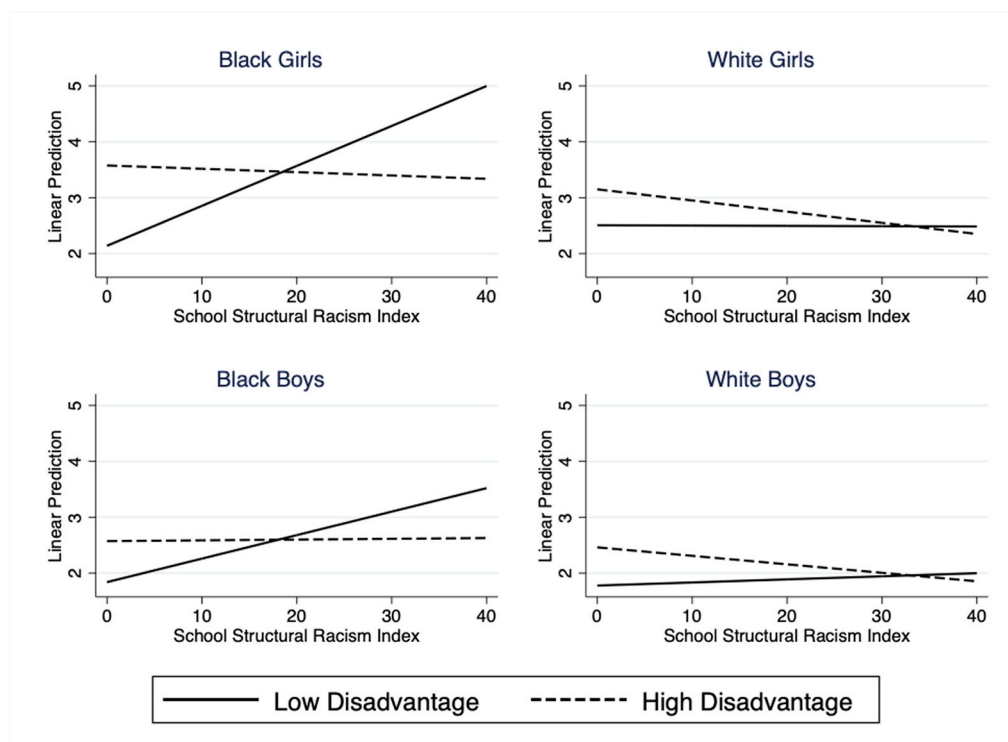 Black Girls
Linear Prediction
5
4
3
2
0 10 20 30 40
School Structural Racism Index
White Girls
Linear Prediction
5
4
3
2
0 10 20 30 40
School Structural Racism Index
Black Boys
Linear Prediction
5
4
3
2
0 10 20 30 40
School Structural Racism Index
White Boys
Linear Prediction
5
4
3
2
0 10 20 30 40
School Structural Racism Index
Low Disadvantage High Disadvantage